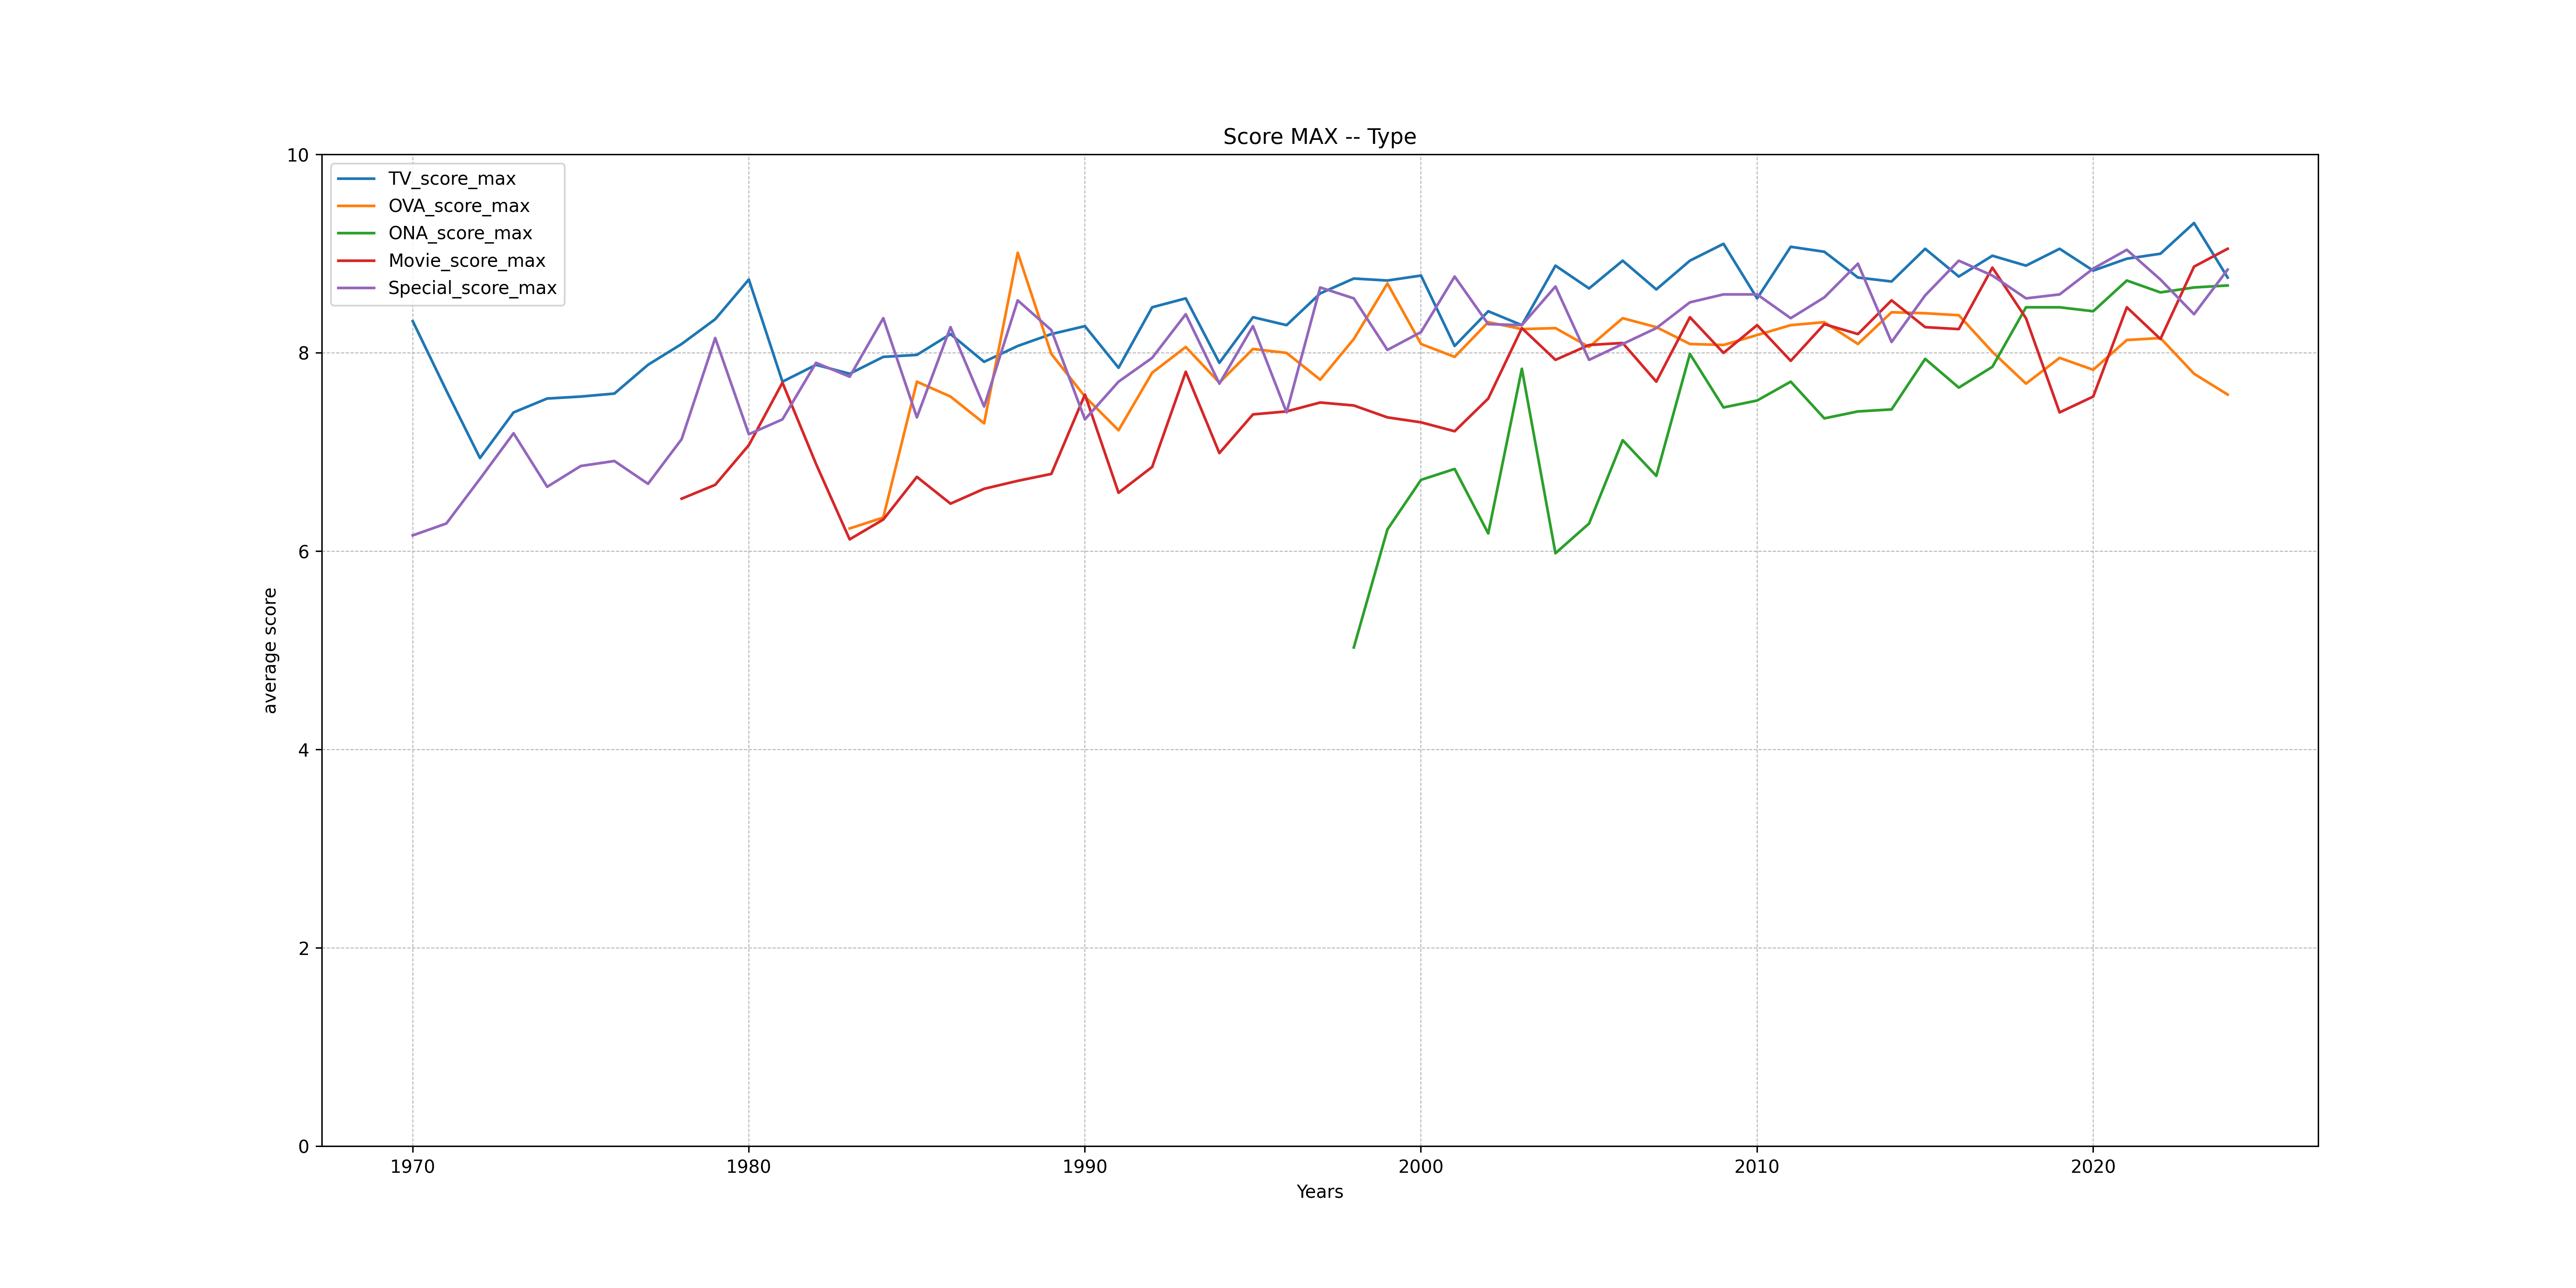 Score MAX -- Type
TV_score_max
OVA_score_max
ONA_score_max
Movie_score_max
Special_score_max
average score
10
8
6
4
2
0
1970 1980 1990 2000 2010 2020
Years